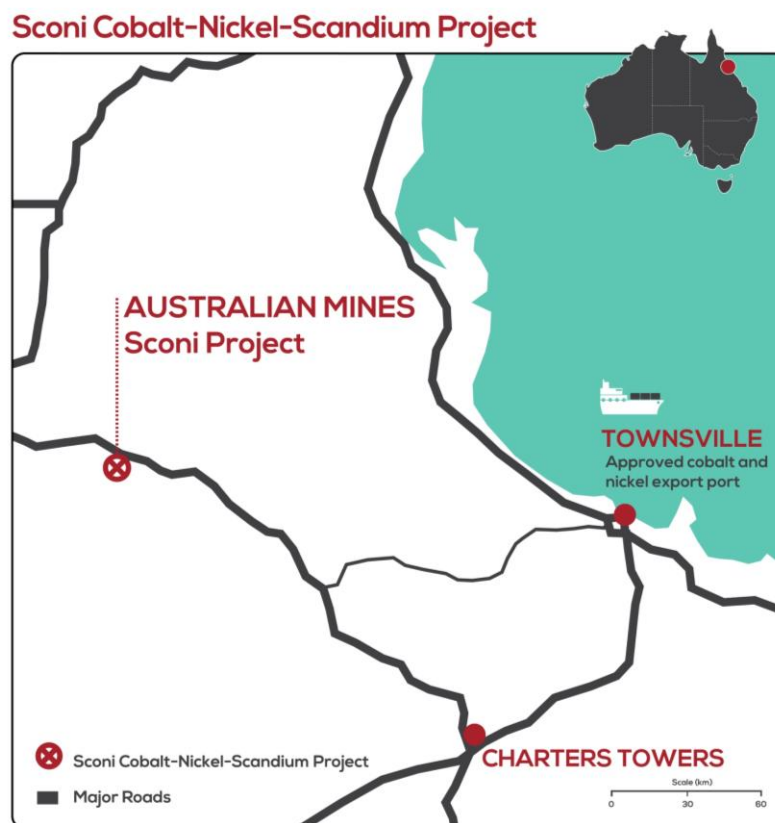 Sconi Cobalt-Nickel-Scandium Project
AUSTRALIAN MINES
Sconi Project
TOWNSVILLE
Approved cobalt and
nickel export port
CHARTERS TOWERS
Sconi Cobalt-Nickel-Scandium Project
Major Roads
Scale (km)
0 30 60